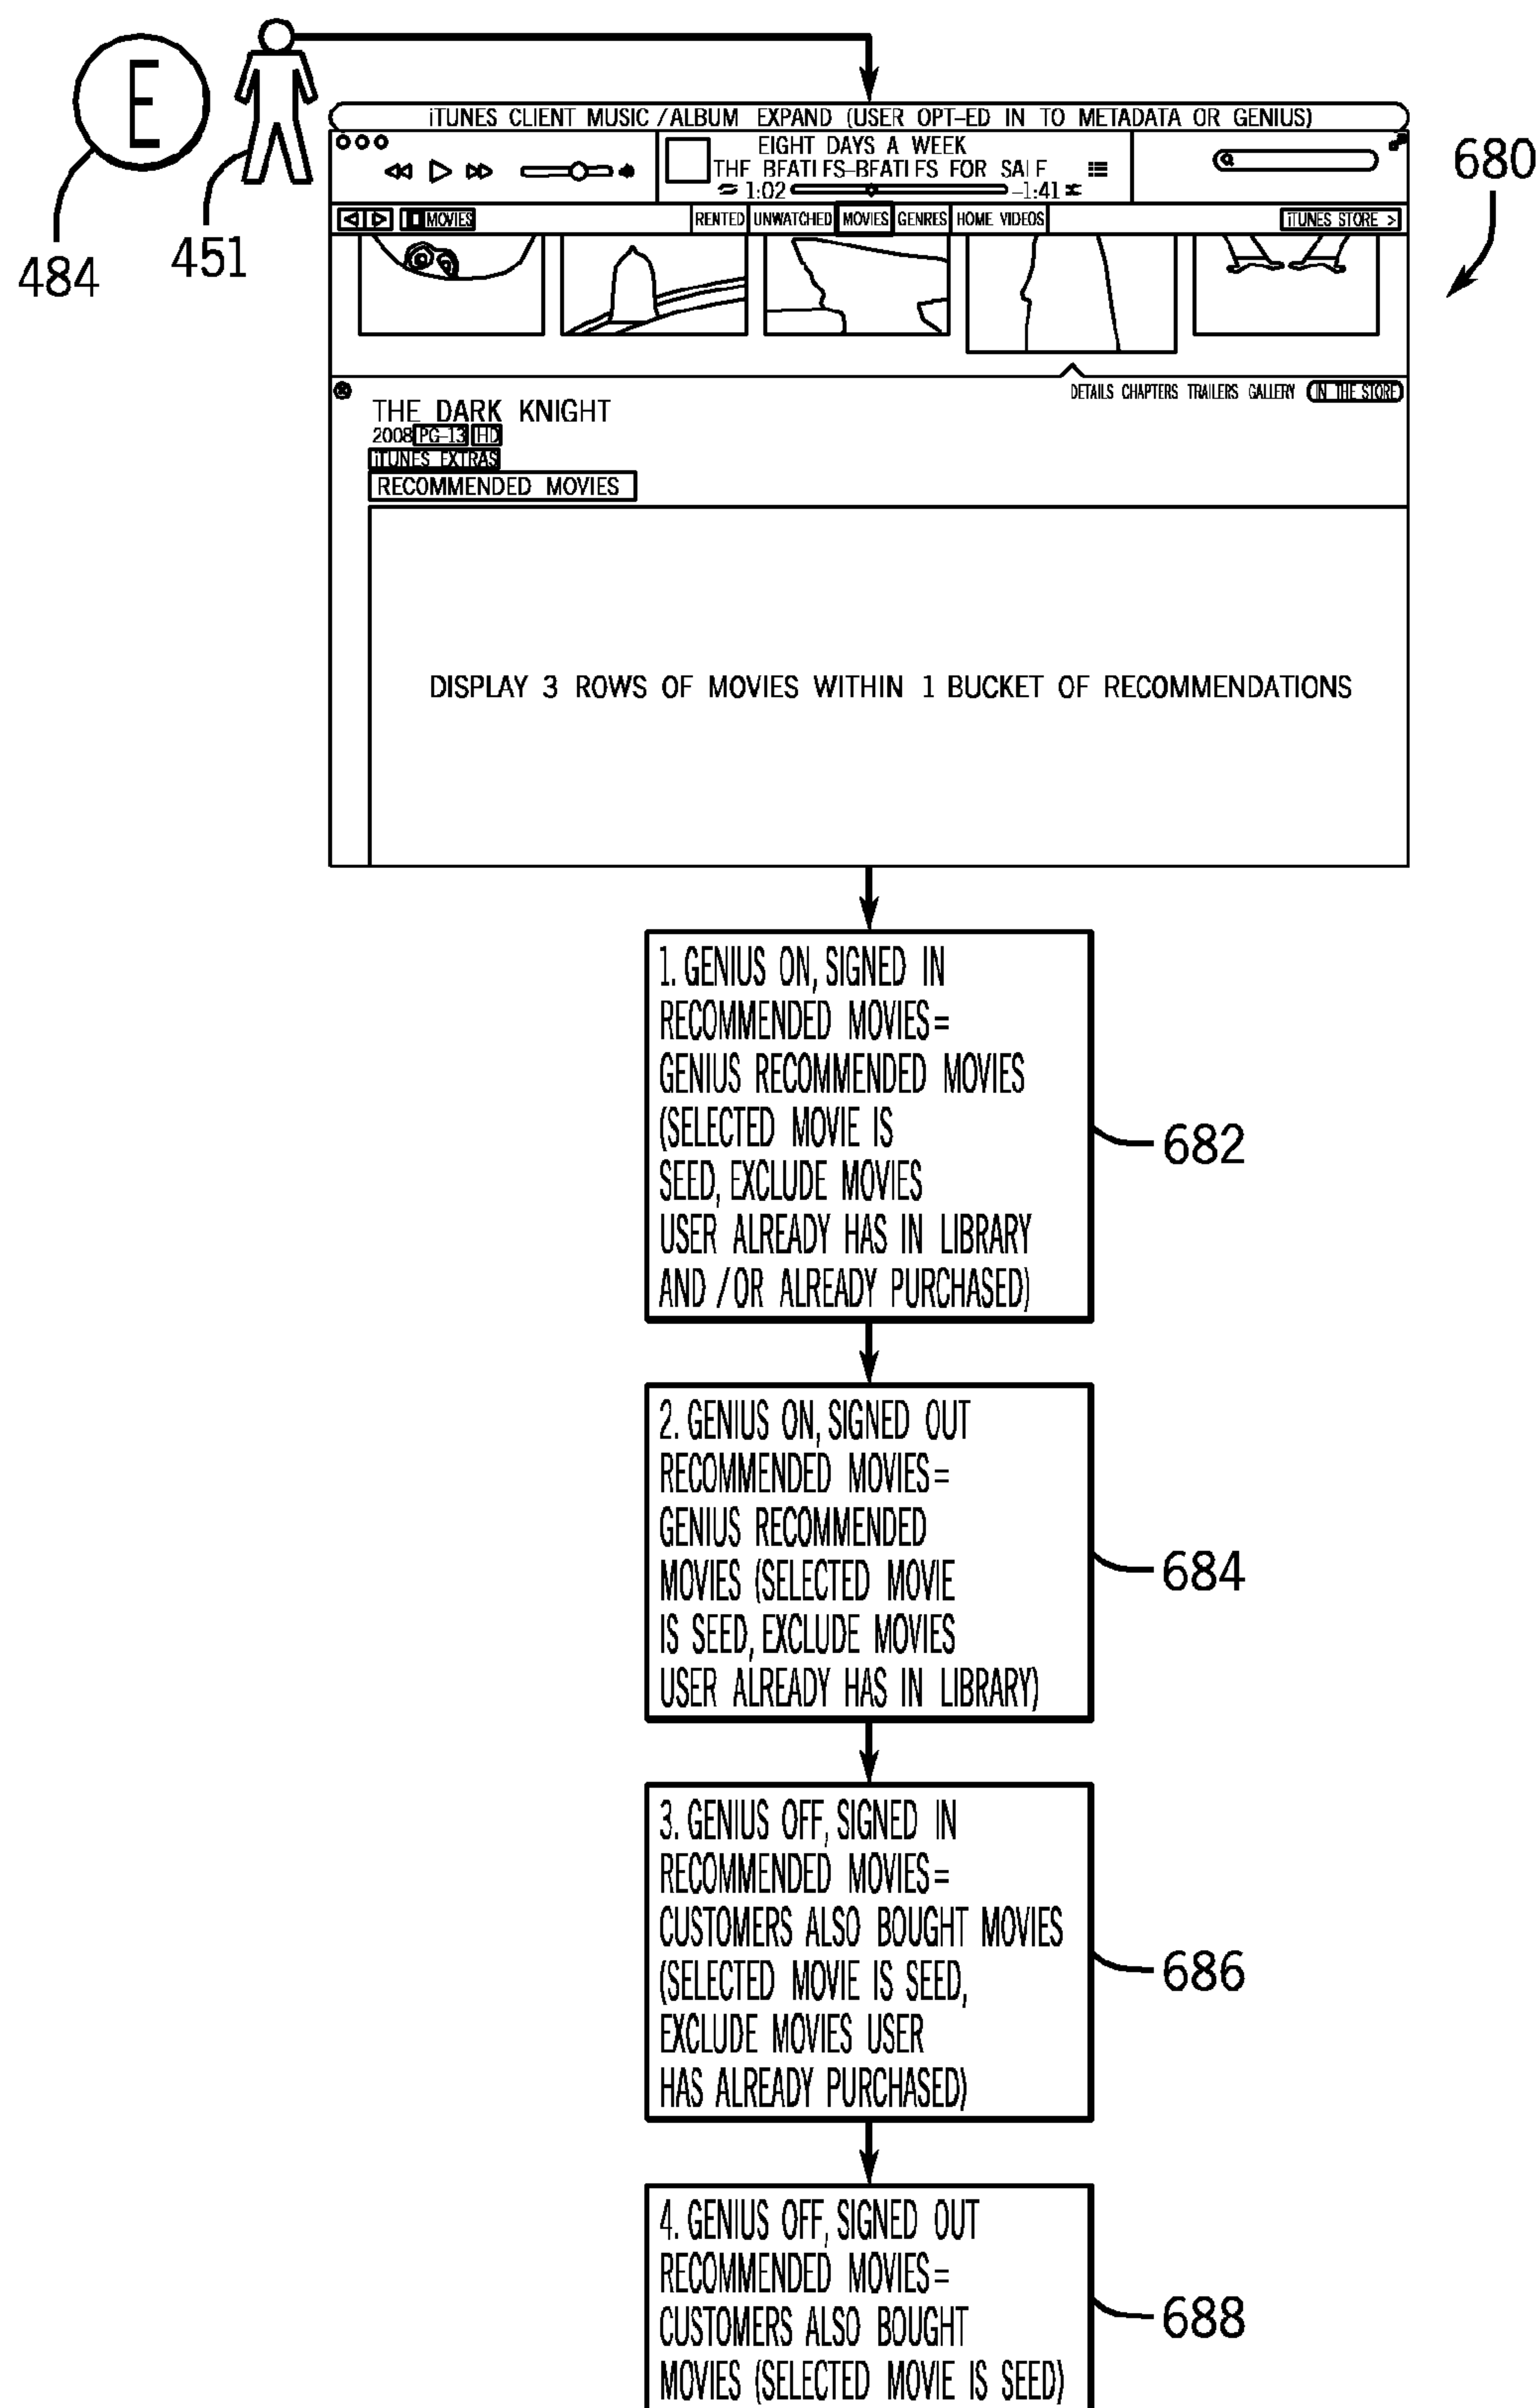 E
484
451
680
iTUNES CLIENT MUSIC /ALBUM EXPAND (USER OPT-ED IN TO METADATA OR GENIUS)
EIGHT DAYS A WEEK
THE BEATLES-BEATLES FOR SALE
1:02 -1:41
MOVIES RENTED UNWATCHED MOVIES GENRES HOME VIDEOS iTUNES STORE >
DETAILS CHAPTERS TRAILERS GALLERY IN THE STORE
THE DARK KNIGHT
2008 PG-13 HD
iTUNES EXTRAS
RECOMMENDED MOVIES
DISPLAY 3 ROWS OF MOVIES WITHIN 1 BUCKET OF RECOMMENDATIONS
1. GENIUS ON, SIGNED IN
RECOMMENDED MOVIES=
GENIUS RECOMMENDED MOVIES
(SELECTED MOVIE IS
SEED, EXCLUDE MOVIES
USER ALREADY HAS IN LIBRARY
AND /OR ALREADY PURCHASED)
682
2. GENIUS ON, SIGNED OUT
RECOMMENDED MOVIES=
GENIUS RECOMMENDED
MOVIES (SELECTED MOVIE
IS SEED, EXCLUDE MOVIES
USER ALREADY HAS IN LIBRARY)
684
3. GENIUS OFF, SIGNED IN
RECOMMENDED MOVIES=
CUSTOMERS ALSO BOUGHT MOVIES
(SELECTED MOVIE IS SEED,
EXCLUDE MOVIES USER
HAS ALREADY PURCHASED)
686
4. GENIUS OFF, SIGNED OUT
RECOMMENDED MOVIES=
CUSTOMERS ALSO BOUGHT
MOVIES (SELECTED MOVIE IS SEED)
688